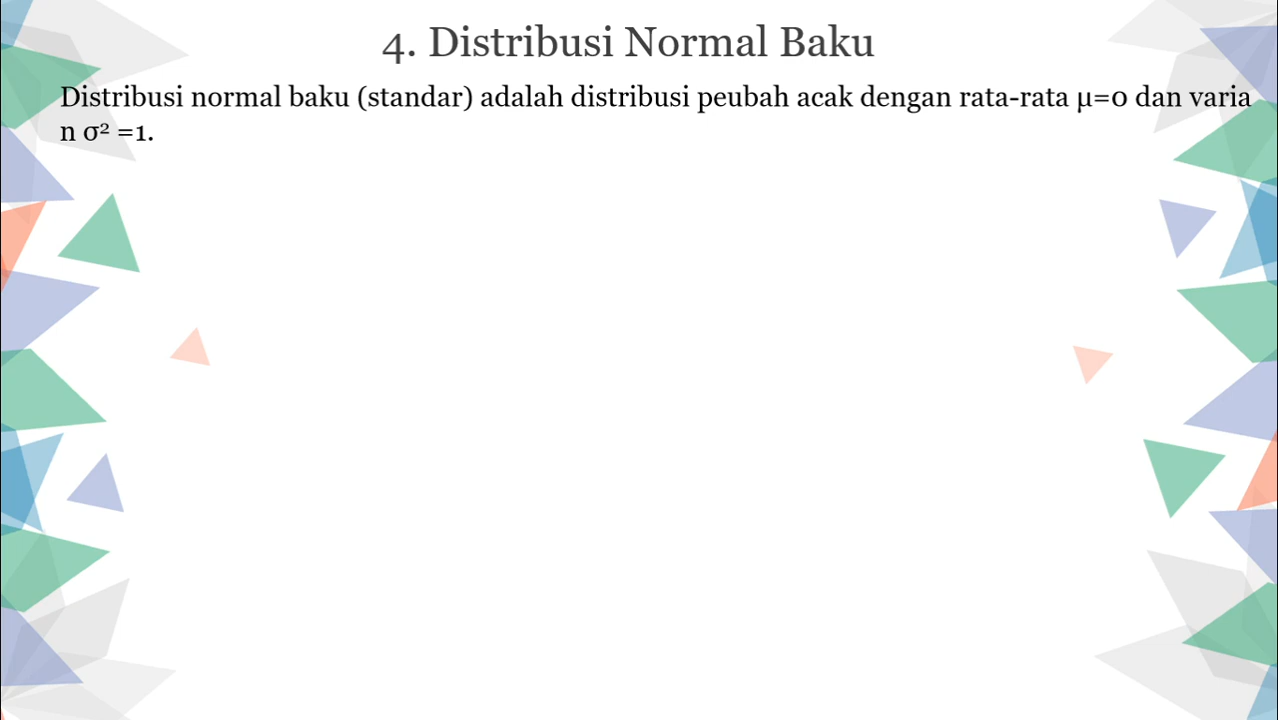 4. Distribusi Normal Baku
Distribusi normal baku (standar) adalah distribusi peubah acak dengan rata-rata μ=0 dan varia
n σ² =1.